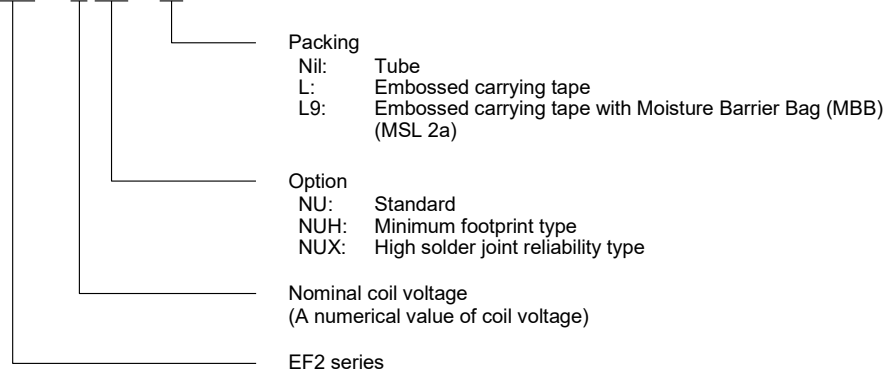 Packing
Nil: Tube
L: Embossed carrying tape
L9: Embossed carrying tape with Moisture Barrier Bag (MBB)
(MSL 2a)
Option
NU: Standard
NUH: Minimum footprint type
NUX: High solder joint reliability type
Nominal coil voltage
(A numerical value of coil voltage)
EF2 series